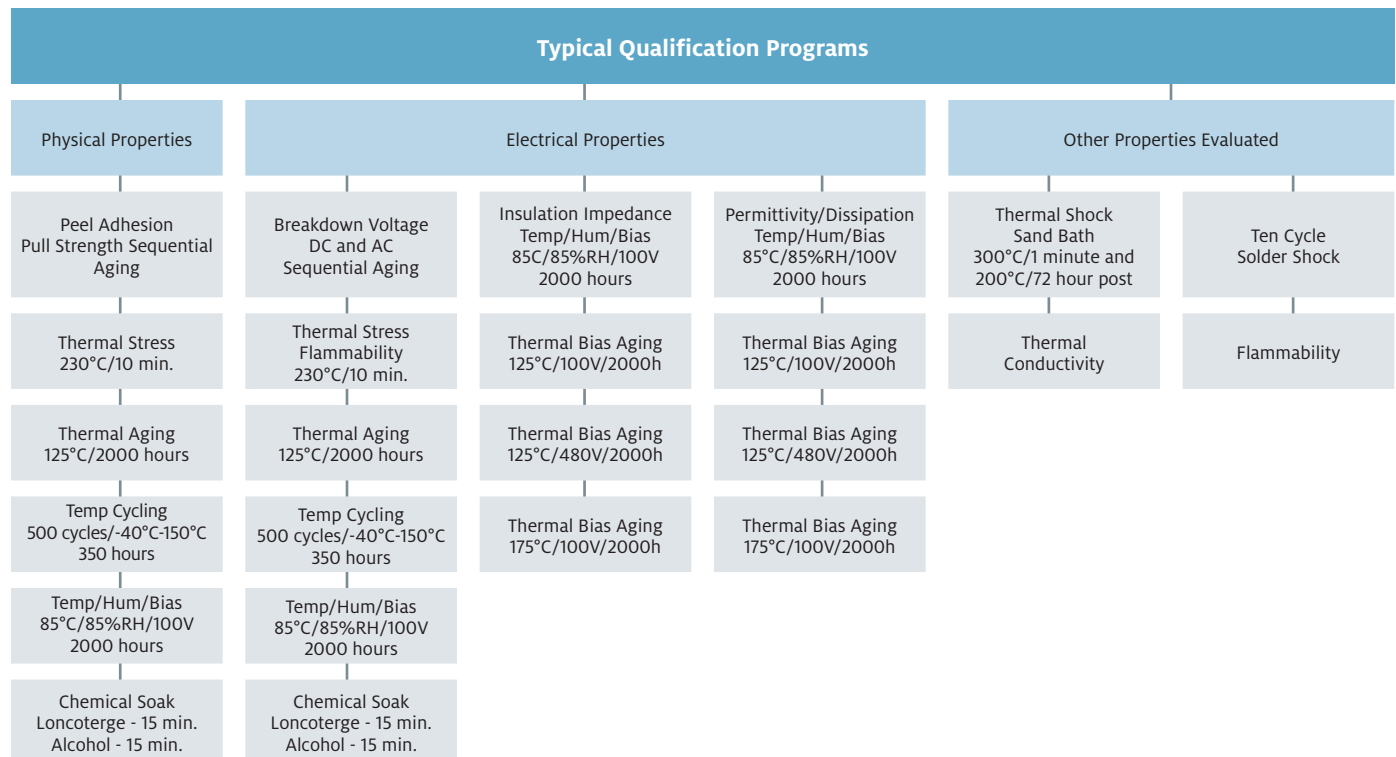 Typical Qualification Programs
Physical Properties
Electrical Properties
Other Properties Evaluated
Peel Adhesion
Pull Strength Sequential
Aging
Thermal Stress
230°C/10 min.
Thermal Aging
125°C/2000 hours
Temp Cycling
500 cycles/-40°C-150°C
350 hours
Temp/Hum/Bias
85°C/85%RH/100V
2000 hours
Chemical Soak
Loncoterge - 15 min.
Alcohol - 15 min.
Breakdown Voltage
DC and AC
Sequential Aging
Thermal Stress
Flammability
230°C/10 min.
Thermal Aging
125°C/2000 hours
Temp Cycling
500 cycles/-40°C-150°C
350 hours
Temp/Hum/Bias
85°C/85%RH/100V
2000 hours
Chemical Soak
Loncoterge - 15 min.
Alcohol - 15 min.
Insulation Impedance
Temp/Hum/Bias
85C/85%RH/100V
2000 hours
Thermal Bias Aging
125°C/100V/2000h
Thermal Bias Aging
125°C/480V/2000h
Thermal Bias Aging
175°C/100V/2000h
Permittivity/Dissipation
Temp/Hum/Bias
85°C/85%RH/100V
2000 hours
Thermal Bias Aging
125°C/100V/2000h
Thermal Bias Aging
125°C/480V/2000h
Thermal Bias Aging
175°C/100V/2000h
Thermal Shock
Sand Bath
300°C/1 minute and
200°C/72 hour post
Thermal
Conductivity
Ten Cycle
Solder Shock
Flammability